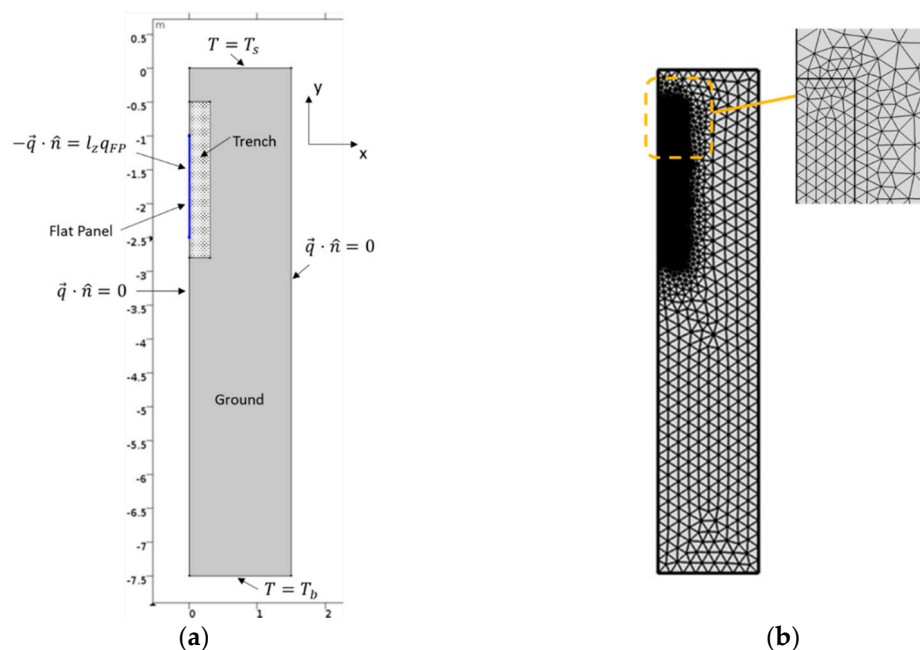 m
0.5
T = Tₛ
0
-0.5
y
-1
Trench
x
−q⃗ · n̂ = l_z q_FP
-1.5
-2
Flat Panel
-2.5
q⃗ · n̂ = 0
-3
q⃗ · n̂ = 0
-3.5
-4
-4.5
Ground
-5
-5.5
-6
-6.5
-7
-7.5
T = T_b
0
1
2
(a)
(b)